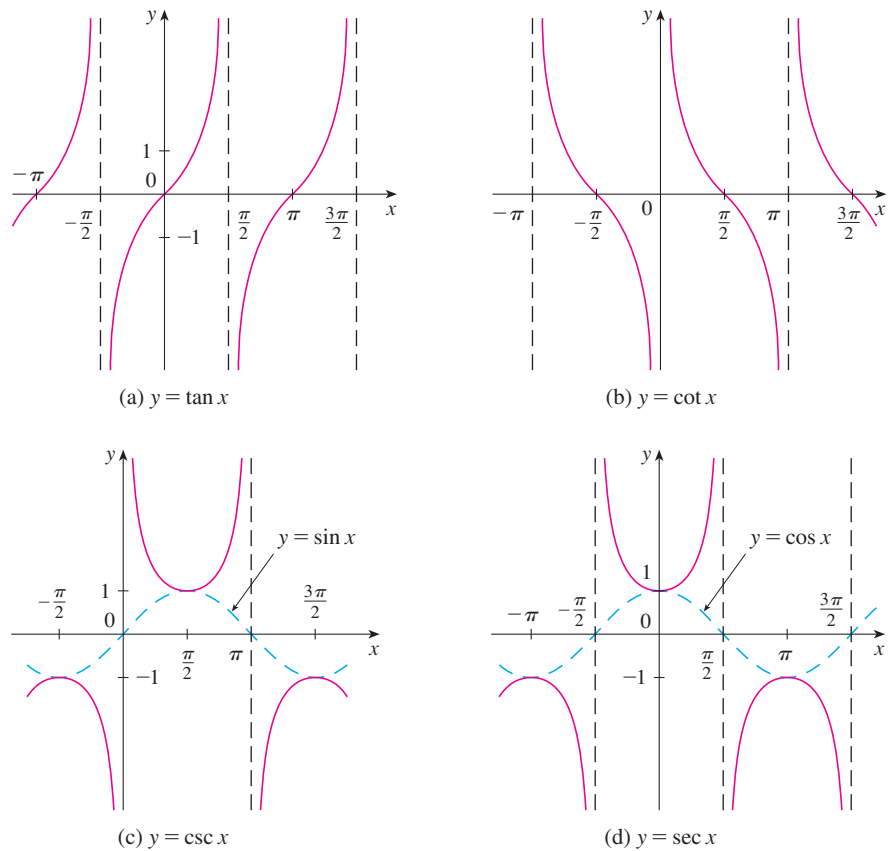 y
1
0
−π
−π/2
−1
π/2
π
3π/2
x
(a) y = tan x
y
0
−π
−π/2
π/2
π
3π/2
x
(b) y = cot x
y
y = sin x
−π/2
1
0
3π/2
π/2
π
x
−1
(c) y = csc x
y
y = cos x
1
−π
−π/2
0
3π/2
π/2
π
x
−1
(d) y = sec x